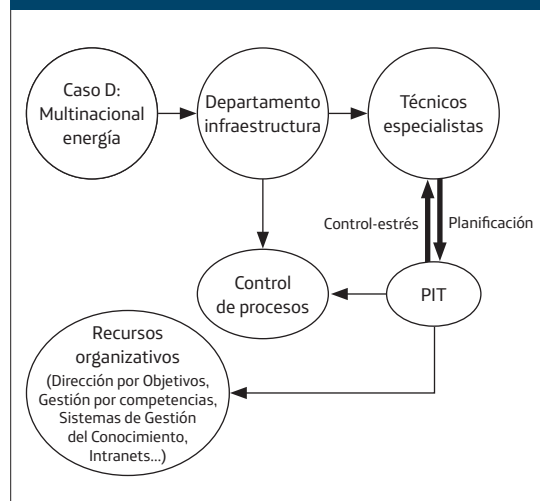 Caso D:
Multinacional
energía
Departamento
infraestructura
Técnicos
especialistas
Control-estrés
Planificación
Control
de procesos
PIT
Recursos
organizativos
(Dirección por Objetivos,
Gestión por competencias,
Sistemas de Gestión
del Conocimiento,
Intranets...)